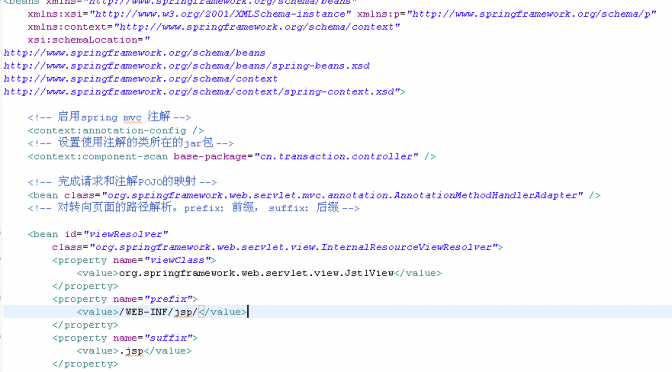 <beans xmlns="http://www.springframework.org/schema/beans"
xmlns:xsi="http://www.w3.org/2001/XMLSchema-instance" xmlns:p="http://www.springframework.org/schema/p"
xmlns:context="http://www.springframework.org/schema/context"
xsi:schemaLocation="
http://www.springframework.org/schema/beans
http://www.springframework.org/schema/beans/spring-beans.xsd
http://www.springframework.org/schema/context
http://www.springframework.org/schema/context/spring-context.xsd">
<!-- 启用spring mvc 注解 -->
<context:annotation-config />
<!-- 设置使用注解的类所在的jar包 -->
<context:component-scan base-package="cn.transaction.controller" />
<!-- 完成请求和注解POJO的映射 -->
<bean class="org.springframework.web.servlet.mvc.annotation.AnnotationMethodHandlerAdapter" />
<!-- 对转向页面的路径解析。prefix: 前缀, suffix: 后缀 -->
<bean id="viewResolver"
class="org.springframework.web.servlet.view.InternalResourceViewResolver">
<property name="viewClass">
<value>org.springframework.web.servlet.view.JstlView</value>
</property>
<property name="prefix">
<value>/WEB-INF/jsp/</value>
</property>
<property name="suffix">
<value>.jsp</value>
</property>